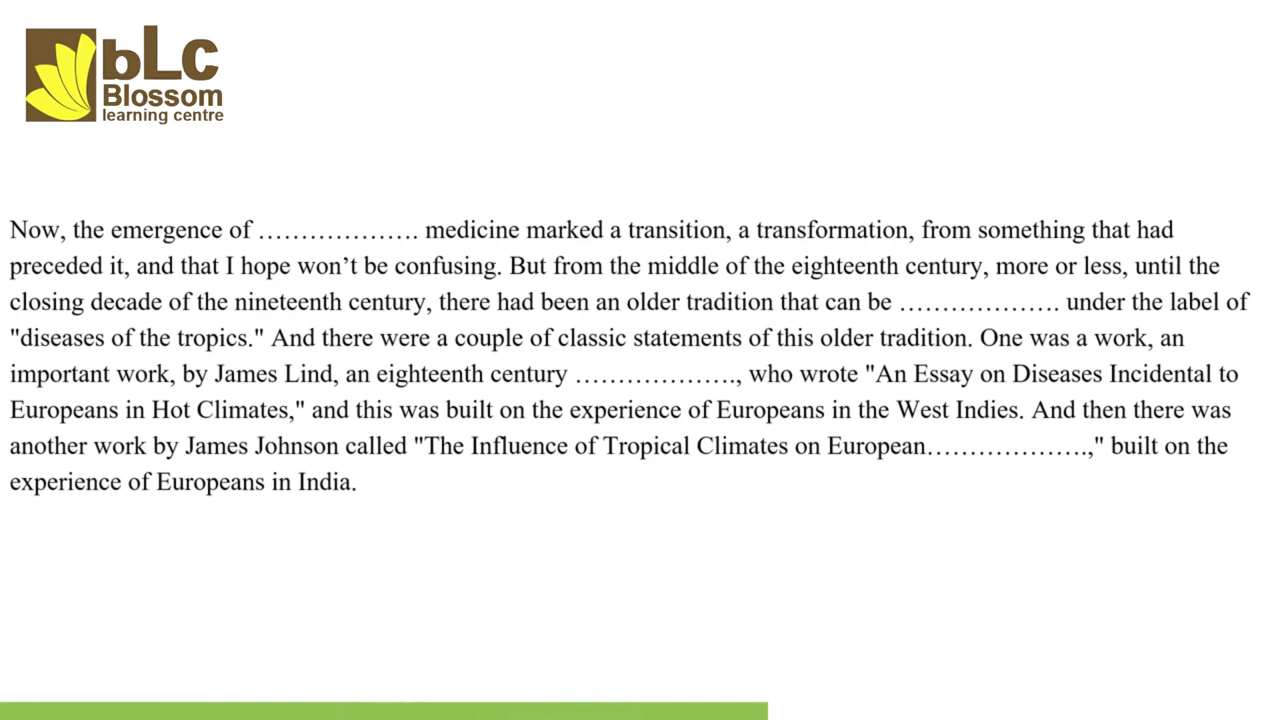 bLc
Blossom
learning centre
Now, the emergence of ………………. medicine marked a transition, a transformation, from something that had
preceded it, and that I hope won’t be confusing. But from the middle of the eighteenth century, more or less, until the
closing decade of the nineteenth century, there had been an older tradition that can be ………………. under the label of
"diseases of the tropics." And there were a couple of classic statements of this older tradition. One was a work, an
important work, by James Lind, an eighteenth century ………………., who wrote "An Essay on Diseases Incidental to
Europeans in Hot Climates," and this was built on the experience of Europeans in the West Indies. And then there was
another work by James Johnson called "The Influence of Tropical Climates on European……………….," built on the
experience of Europeans in India.